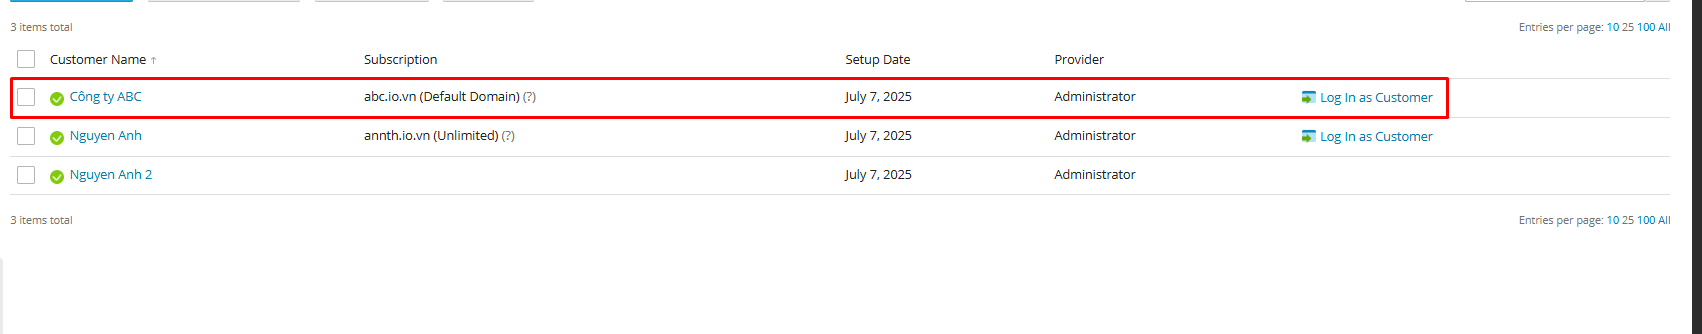 3 items total Entries per page: 10 25 100 All
Customer Name ↑ Subscription Setup Date Provider
Công ty ABC abc.io.vn (Default Domain) (?) July 7, 2025 Administrator Log In as Customer
Nguyen Anh annth.io.vn (Unlimited) (?) July 7, 2025 Administrator Log In as Customer
Nguyen Anh 2 July 7, 2025 Administrator
3 items total Entries per page: 10 25 100 All